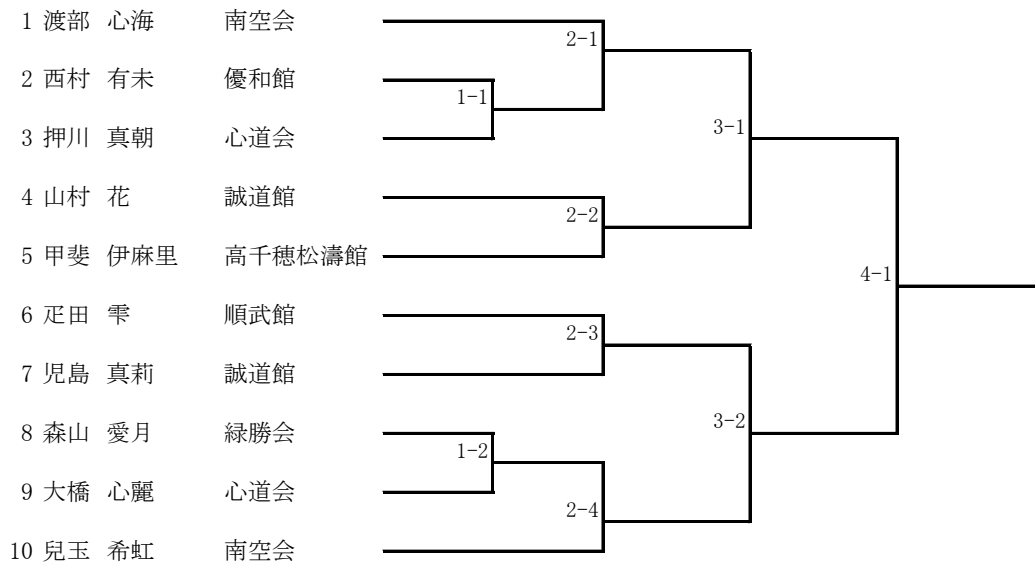 1 渡部 心海 南空会
2-1
2 西村 有未 優和館
1-1
3 押川 真朝 心道会
3-1
4 山村 花 誠道館
2-2
5 甲斐 伊麻里 高千穂松濤館
4-1
6 疋田 雫 順武館
2-3
7 児島 真莉 誠道館
3-2
8 森山 愛月 緑勝会
1-2
9 大橋 心麗 心道会
2-4
10 兒玉 希虹 南空会